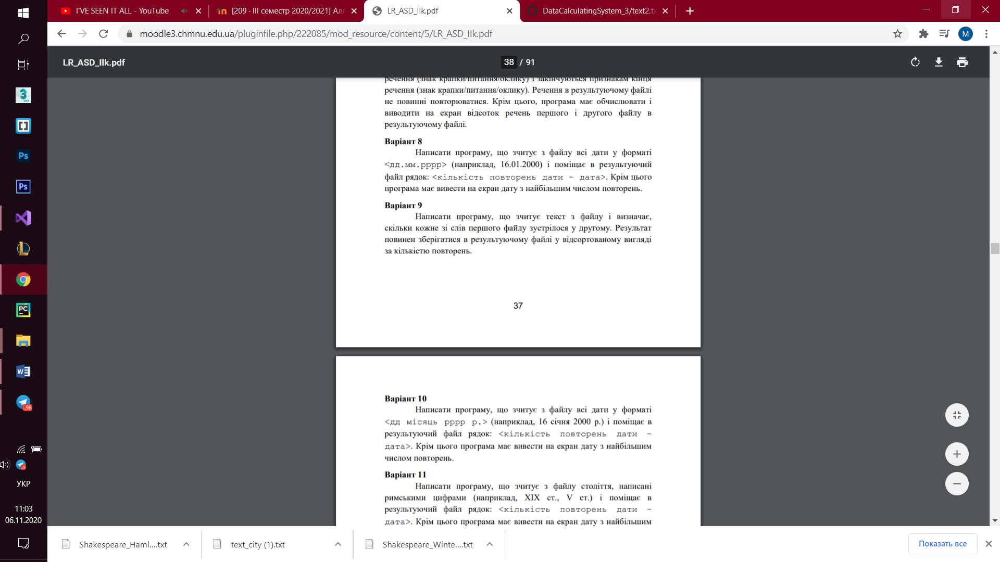 I'VE SEEN IT ALL - YouTube
[209 · III семестр 2020/2021] Алг
LR_ASD_IIk.pdf
DataCalculatingSystem_3/text2.tx
moodle3.chmnu.edu.ua/pluginfile.php/222085/mod_resource/content/5/LR_ASD_IIk.pdf
M
LR_ASD_IIk.pdf
38 / 91
речення (знак крапки/питання/оклику) і закінчуються признакам кінця
речення (знак крапки/питання/оклику). Речення в результуючому файлі
не повинні повторюватися. Крім цього, програма має обчислювати і
виводити на екран відсоток речень першого і другого файлу в
результуючому файлі.
Варіант 8
Написати програму, що зчитує з файлу всі дати у форматі
<дд.мм.рррр> (наприклад, 16.01.2000) і поміщає в результуючий
файл рядок: <кількість повторень дати – дата>. Крім цього
програма має вивести на екран дату з найбільшим числом повторень.
Варіант 9
Написати програму, що зчитує текст з файлу і визначає,
скільки кожне зі слів першого файлу зустрілося у другому. Результат
повинен зберігатися в результуючому файлі у відсортованому вигляді
за кількістю повторень.
37
Варіант 10
Написати програму, що зчитує з файлу всі дати у форматі
<дд місяць рррр р.> (наприклад, 16 січня 2000 р.) і поміщає в
результуючий файл рядок: <кількість повторень дати –
дата>. Крім цього програма має вивести на екран дату з найбільшим
числом повторень.
Варіант 11
Написати програму, що зчитує з файлу століття, написані
римськими цифрами (наприклад, XIX ст., V ст.) і поміщає в
результуючий файл рядок: <кількість повторень дати –
дата>. Крім цього програма має вивести на екран дату з найбільшим
3
MAX
Ps
Ps
L
PC
W
..96
6
УКР
11:03
06.11.2020
Shakespeare_Haml....txt
text_city (1).txt
Shakespeare_Winte....txt
Показать все